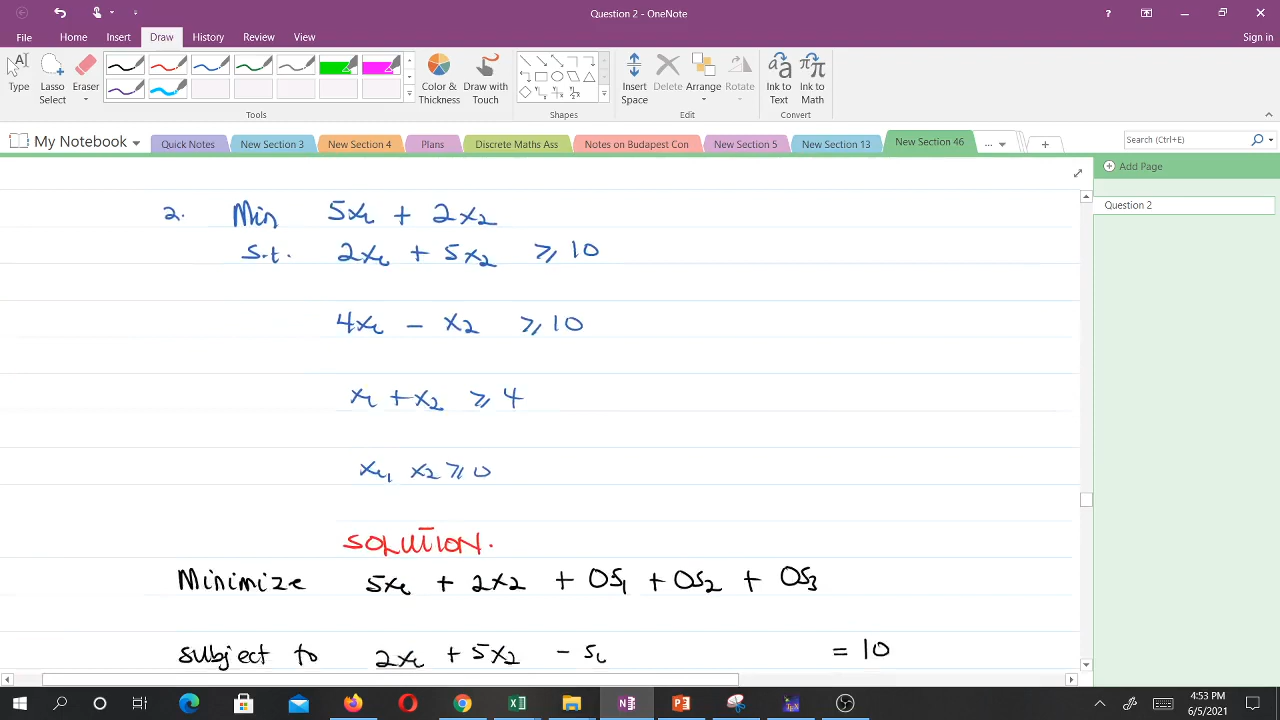 Question 2 - OneNote
File Home Insert Draw History Review View Sign in
Type Lasso Select Eraser Color & Thickness Draw with Touch Insert Space Delete Arrange Rotate Ink to Text Ink to Math
Tools Shapes Edit Convert
My Notebook Quick Notes New Section 3 New Section 4 Plans Discrete Maths Ass Notes on Budapest Con New Section 5 New Section 13 New Section 46 ... Search (Ctrl+E)
Add Page
Question 2
2. Min 5x₁ + 2x₂
S.t. 2x₁ + 5x₂ ⩾ 10
4x₁ - x₂ ⩾ 10
x₁ + x₂ ⩾ 4
x₁, x₂ ⩾ 0
SOLUTION.
Minimize 5x₁ + 2x₂ + 0S₁ + 0S₂ + 0S₃
subject to 2x₁ + 5x₂ - S₁ = 10
4:53 PM
6/5/2021